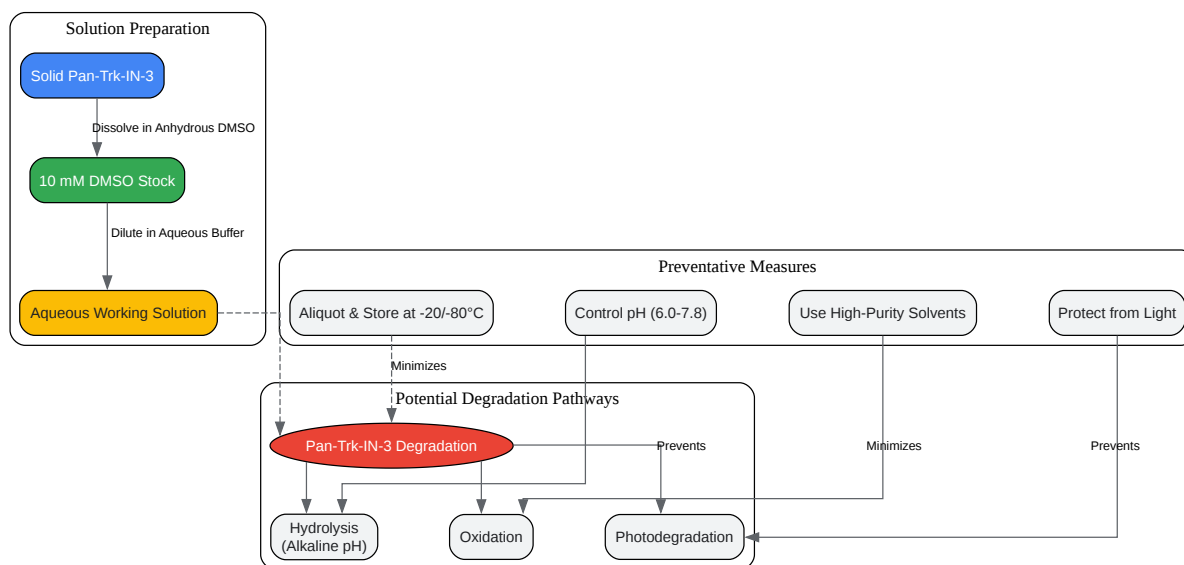 Solution Preparation
Solid Pan-Trk-IN-3
Dissolve in Anhydrous DMSO
10 mM DMSO Stock
Dilute in Aqueous Buffer
Aqueous Working Solution
Preventative Measures
Aliquot & Store at -20/-80°C
Control pH (6.0-7.8)
Use High-Purity Solvents
Protect from Light
Minimizes
Potential Degradation Pathways
Pan-Trk-IN-3 Degradation
Prevents
Minimizes
Prevents
Hydrolysis
(Alkaline pH)
Oxidation
Photodegradation